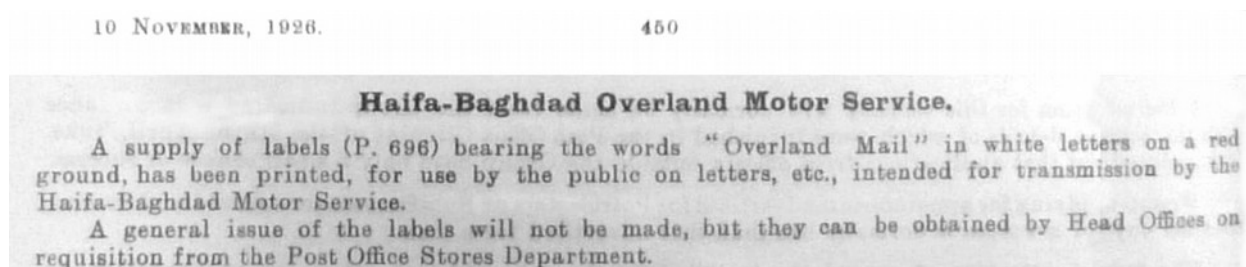 10 NOVEMBER, 1926. 450
Haifa-Baghdad Overland Motor Service.
A supply of labels (P. 696) bearing the words "Overland Mail" in white letters on a red
ground, has been printed, for use by the public on letters, etc., intended for transmission by the
Haifa-Baghdad Motor Service.
A general issue of the labels will not be made, but they can be obtained by Head Offices on
requisition from the Post Office Stores Department.